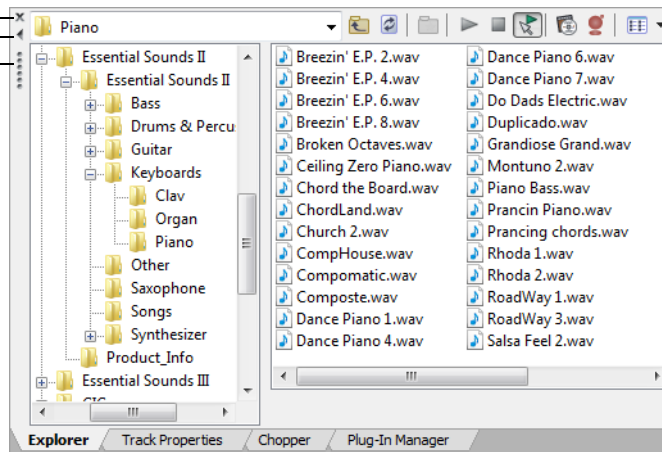 Piano
Essential Sounds II
Essential Sounds II
Bass
Drums & Percu
Guitar
Keyboards
Clav
Organ
Piano
Other
Saxophone
Songs
Synthesizer
Product_Info
Essential Sounds III
Breezin' E.P. 2.wav
Breezin' E.P. 4.wav
Breezin' E.P. 6.wav
Breezin' E.P. 8.wav
Broken Octaves.wav
Ceiling Zero Piano.wav
Chord the Board.wav
ChordLand.wav
Church 2.wav
CompHouse.wav
Compomatic.wav
Composte.wav
Dance Piano 1.wav
Dance Piano 4.wav
Dance Piano 6.wav
Dance Piano 7.wav
Do Dads Electric.wav
Duplicado.wav
Grandiose Grand.wav
Montuno 2.wav
Piano Bass.wav
Prancin Piano.wav
Prancing chords.wav
Rhoda 1.wav
Rhoda 2.wav
RoadWay 1.wav
RoadWay 3.wav
Salsa Feel 2.wav
Explorer
Track Properties
Chopper
Plug-In Manager